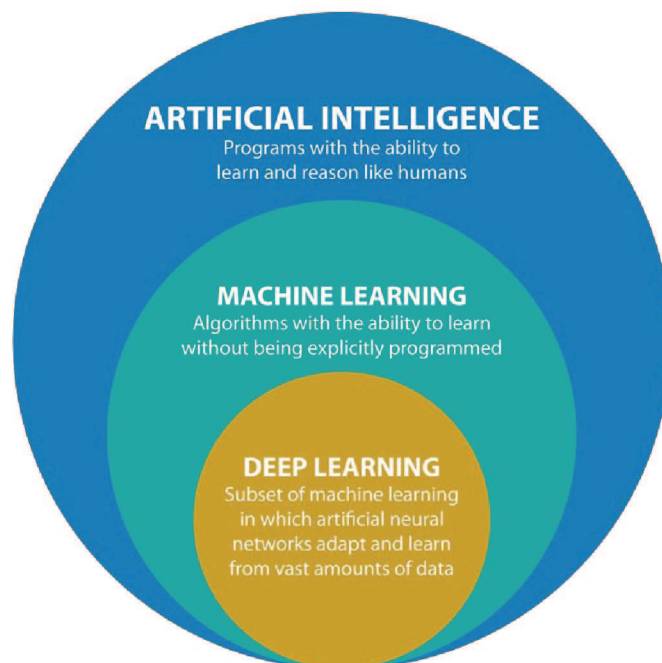 ARTIFICIAL INTELLIGENCE
Programs with the ability to
learn and reason like humans
MACHINE LEARNING
Algorithms with the ability to learn
without being explicitly programmed
DEEP LEARNING
Subset of machine learning
in which artificial neural
networks adapt and learn
from vast amounts of data